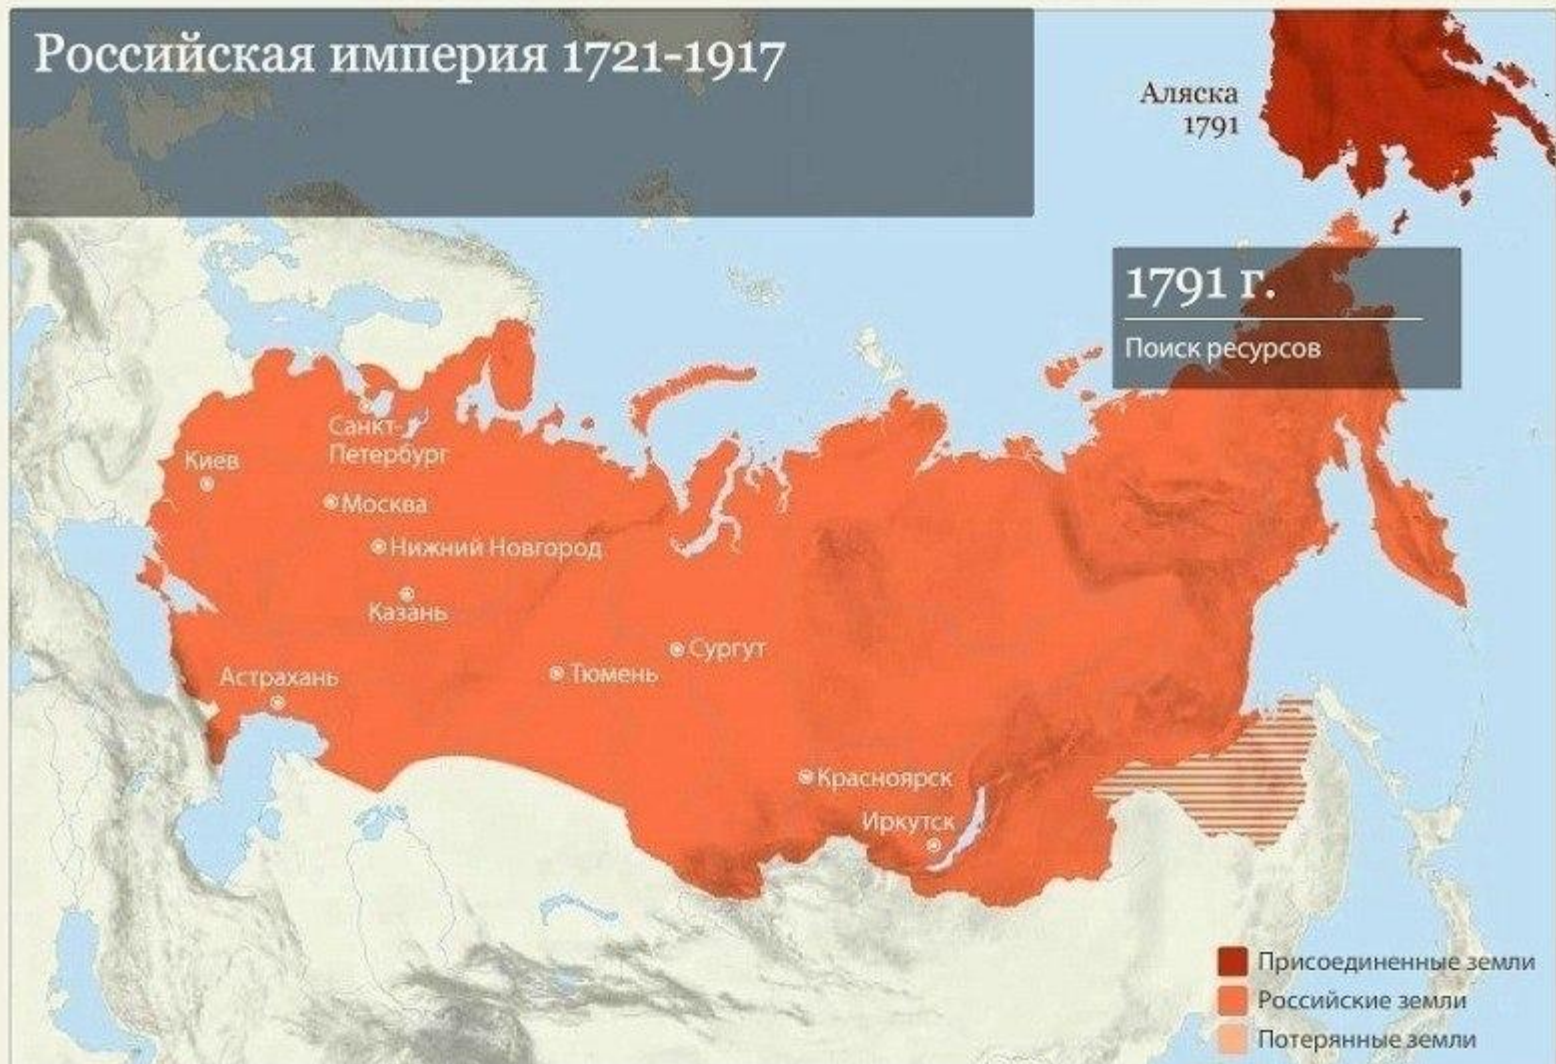 Российская империя 1721-1917
Аляска
1791
1791 г.
Поиск ресурсов
Санкт-
Петербург
Киев
Москва
Нижний Новгород
Казань
Сургут
Тюмень
Астрахань
Красноярск
Иркутск
Присоединенные земли
Российские земли
Потерянные земли